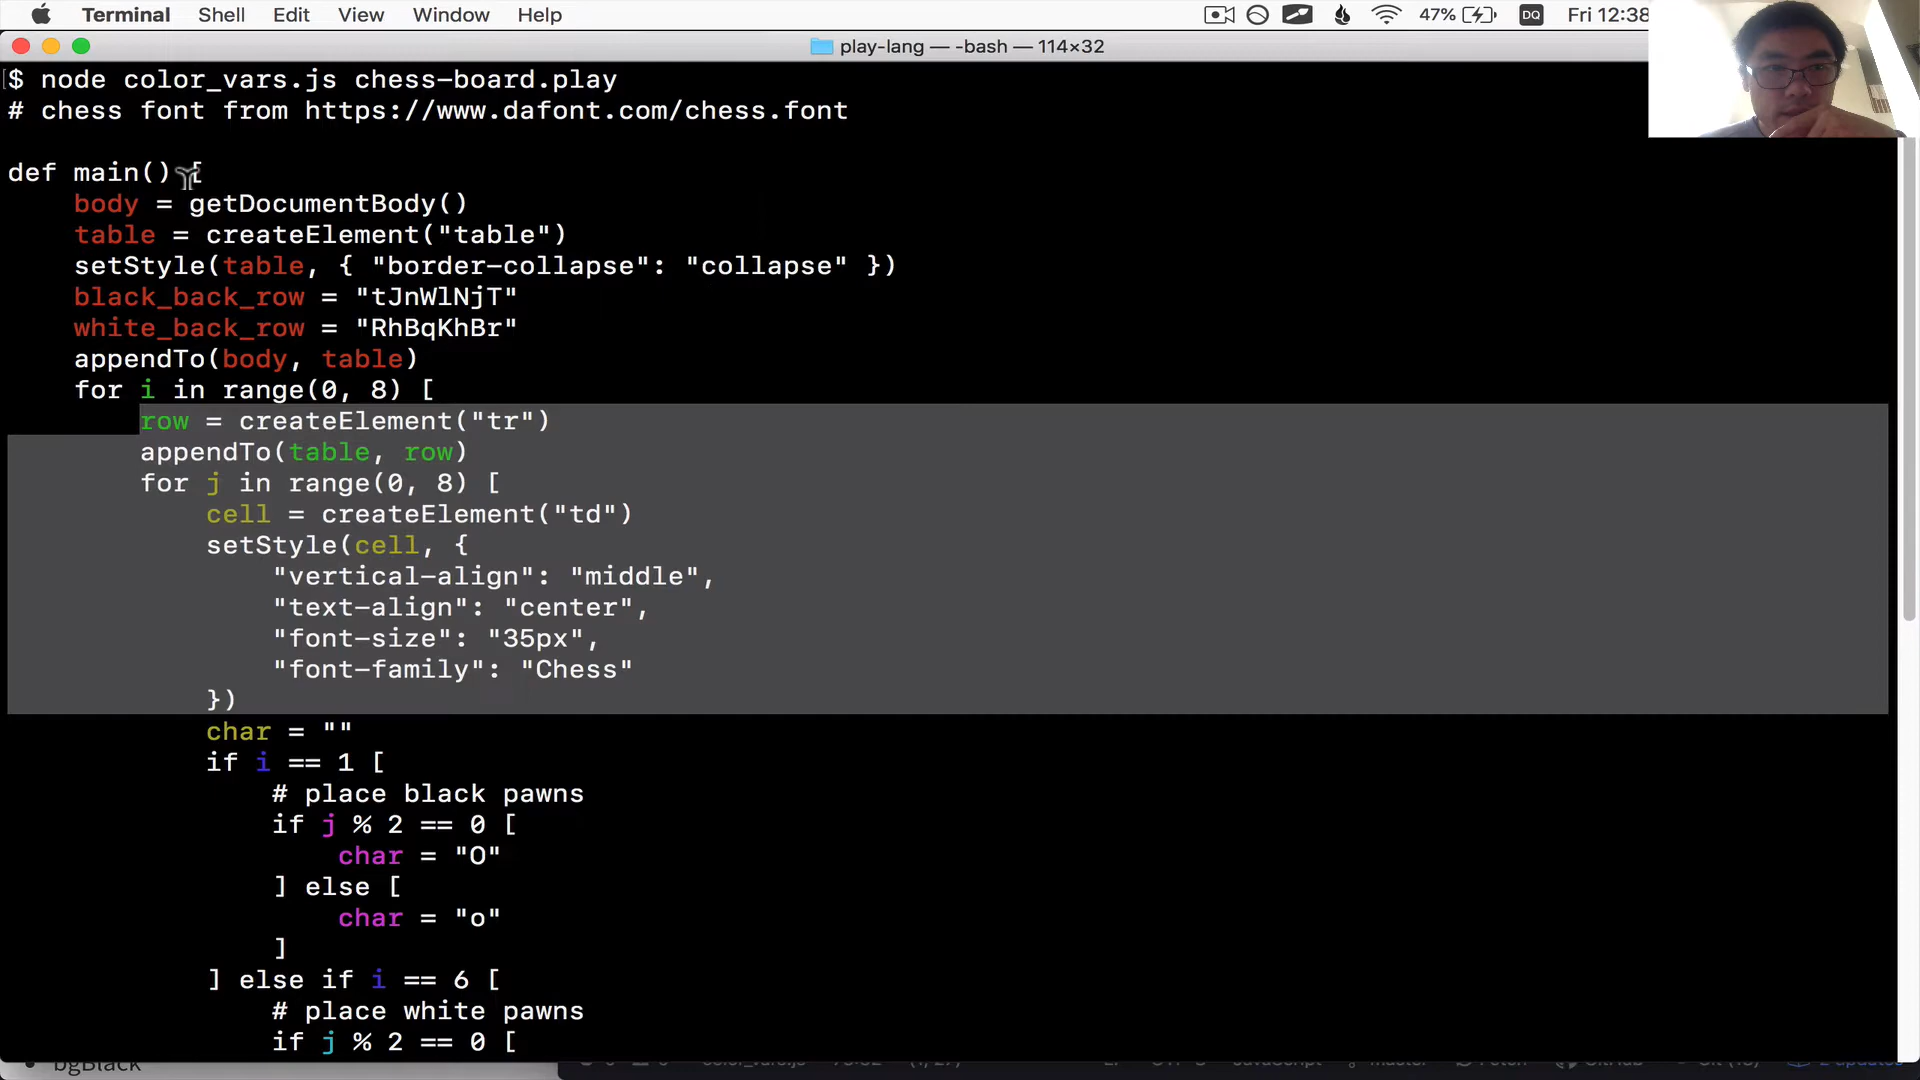 Terminal Shell Edit View Window Help 47% DQ Fri 12:38
play-lang — -bash — 114×32
$ node color_vars.js chess-board.play
# chess font from https://www.dafont.com/chess.font
def main() [
body = getDocumentBody()
table = createElement("table")
setStyle(table, { "border-collapse": "collapse" })
black_back_row = "tJnWlNjT"
white_back_row = "RhBqKhBr"
appendTo(body, table)
for i in range(0, 8) [
row = createElement("tr")
appendTo(table, row)
for j in range(0, 8) [
cell = createElement("td")
setStyle(cell, {
"vertical-align": "middle",
"text-align": "center",
"font-size": "35px",
"font-family": "Chess"
})
char = ""
if i == 1 [
# place black pawns
if j % 2 == 0 [
char = "O"
] else [
char = "o"
]
] else if i == 6 [
# place white pawns
if j % 2 == 0 [
bgBlack